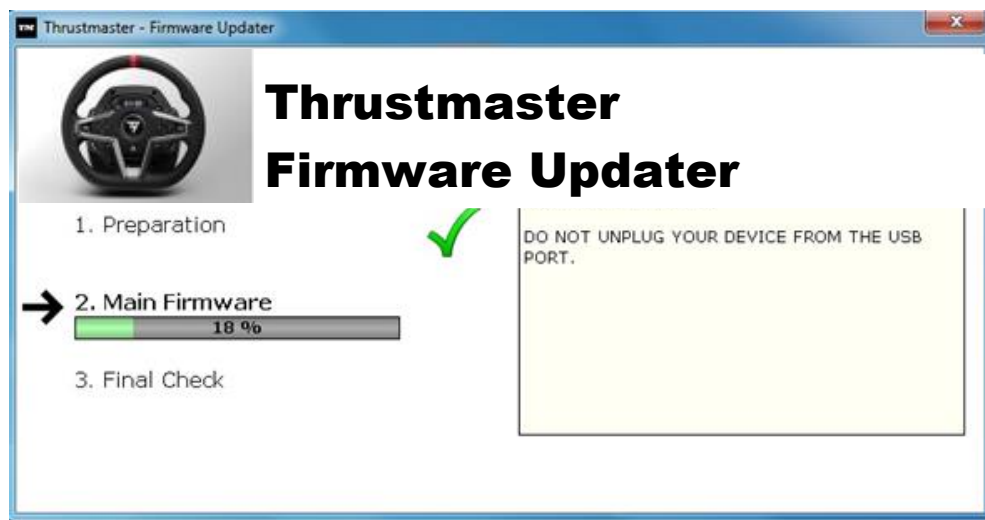 Thrustmaster - Firmware Updater
Thrustmaster
Firmware Updater
1. Preparation
DO NOT UNPLUG YOUR DEVICE FROM THE USB
PORT.
2. Main Firmware
18 %
3. Final Check